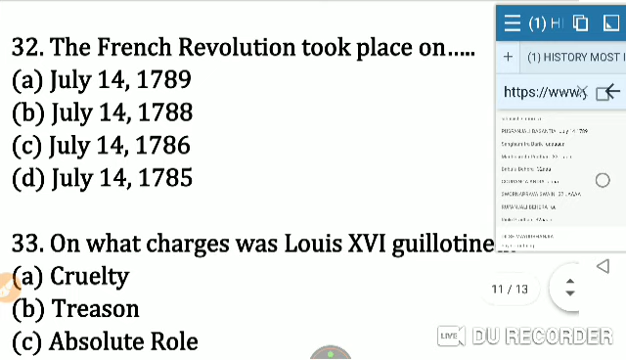 32. The French Revolution took place on.....
(a) July 14, 1789
(b) July 14, 1788
(c) July 14, 1786
(d) July 14, 1785
33. On what charges was Louis XVI guillotine
(a) Cruelty
(b) Treason
(c) Absolute Role
(1) HI
+ (1) HISTORY MOST I
https://www.y
11 / 13
LIVE DU RECORDER